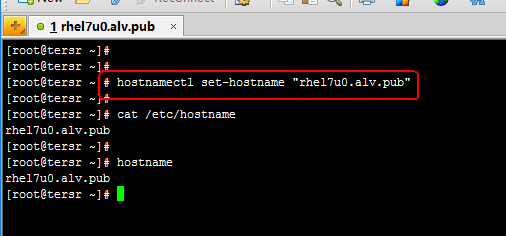 New
Reconnect
1 rhel7u0.alv.pub ×
[root@tersr ~]#
[root@tersr ~]#
[root@tersr ~]# hostnamectl set-hostname "rhel7u0.alv.pub"
[root@tersr ~]#
[root@tersr ~]# cat /etc/hostname
rhel7u0.alv.pub
[root@tersr ~]#
[root@tersr ~]# hostname
rhel7u0.alv.pub
[root@tersr ~]#